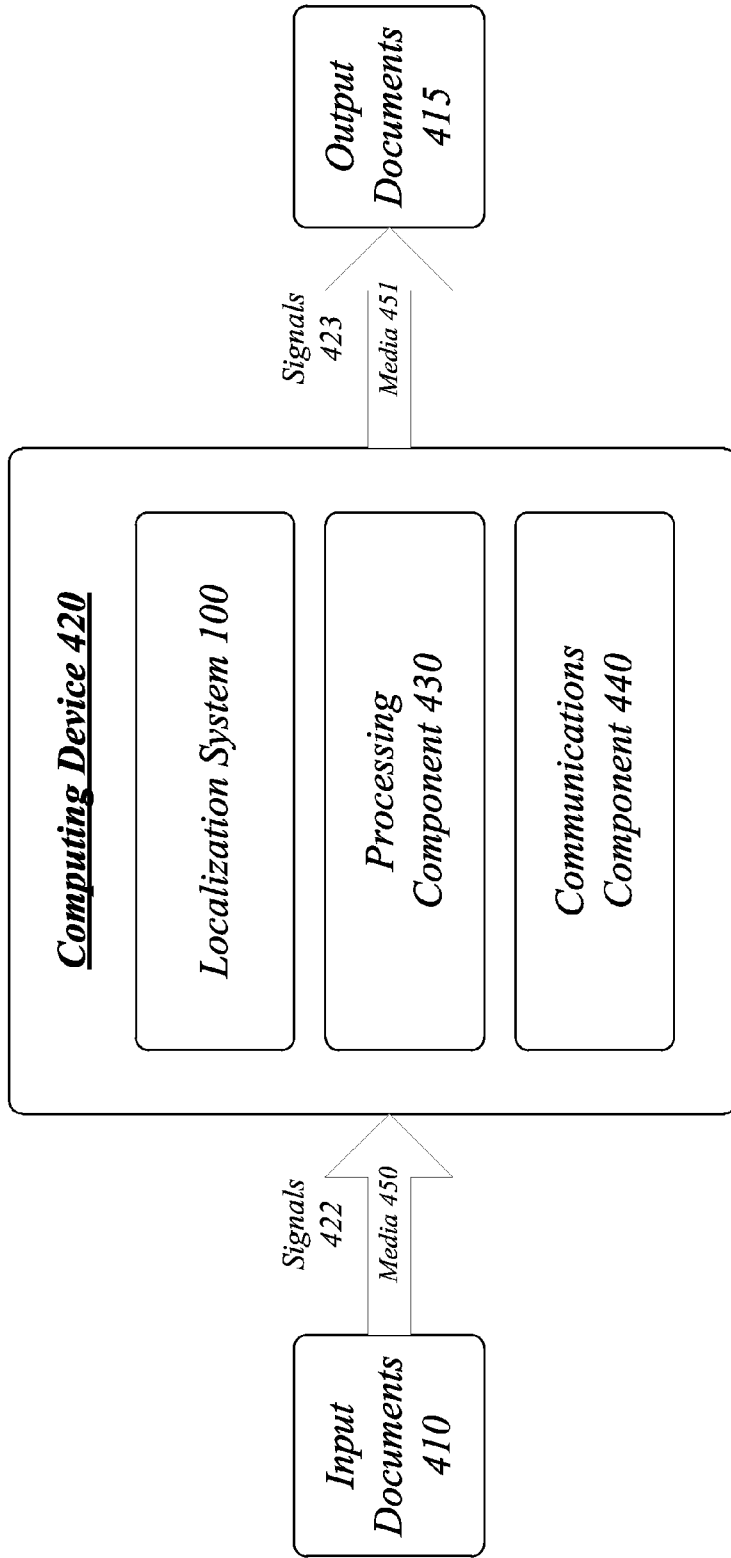 Computing Device 420
Input
Documents
410
Signals
422
Media 450
Localization System 100
Processing
Component 430
Communications
Component 440
Signals
423
Media 451
Output
Documents
415